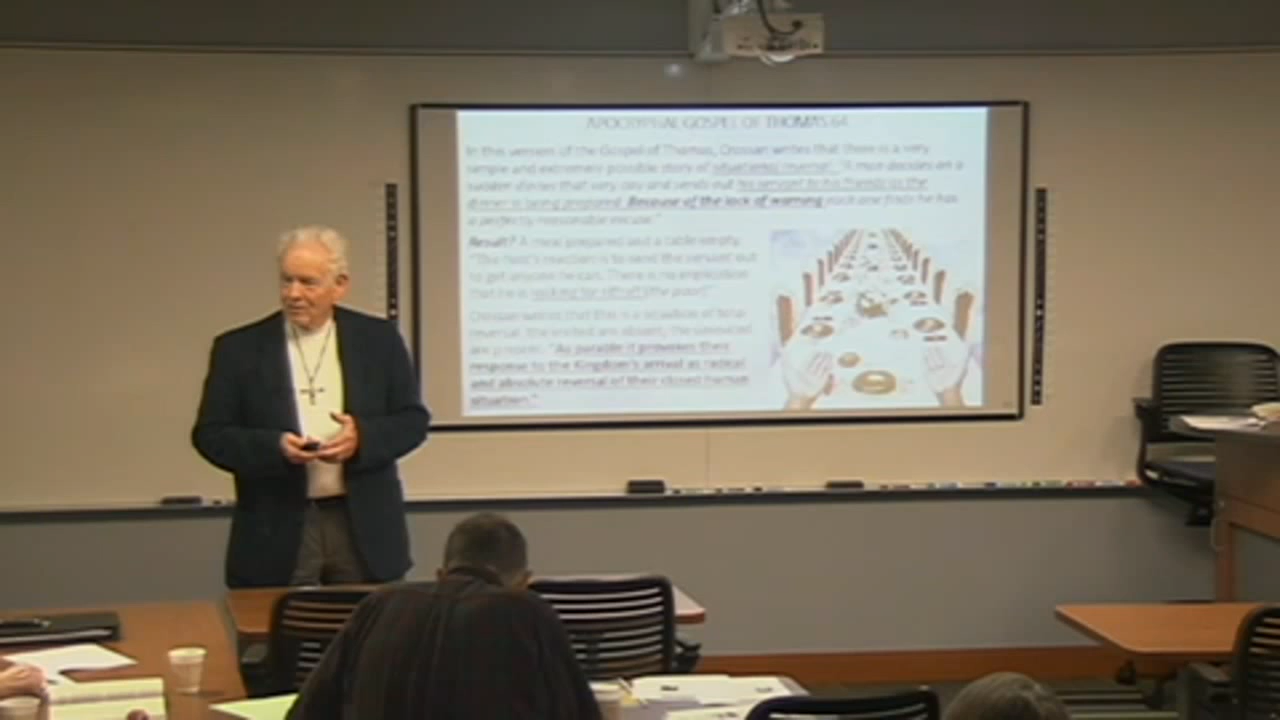 APOCRYPHAL GOSPEL OF THOMAS 64
In this version of the Gospel of Thomas, Crossan writes that there is a very
simple and extremely possible story of situational reversal. "A man decides on a
sudden dinner that very day and sends out his servant to his friends as the
dinner is being prepared. Because of the lack of warning each one finds he has
a perfectly reasonable excuse."
Result? A meal prepared and a table empty.
"The host's reaction is to send the servant out
to get anyone he can. There is no implication
that he is looking for riffraff (the poor)!"
Crossan writes that this is a situation of total
reversal: the invited are absent, the uninvited
are present. "As parable it provokes their
response to the Kingdom's arrival as radical
and absolute reversal of their closed human
situation."